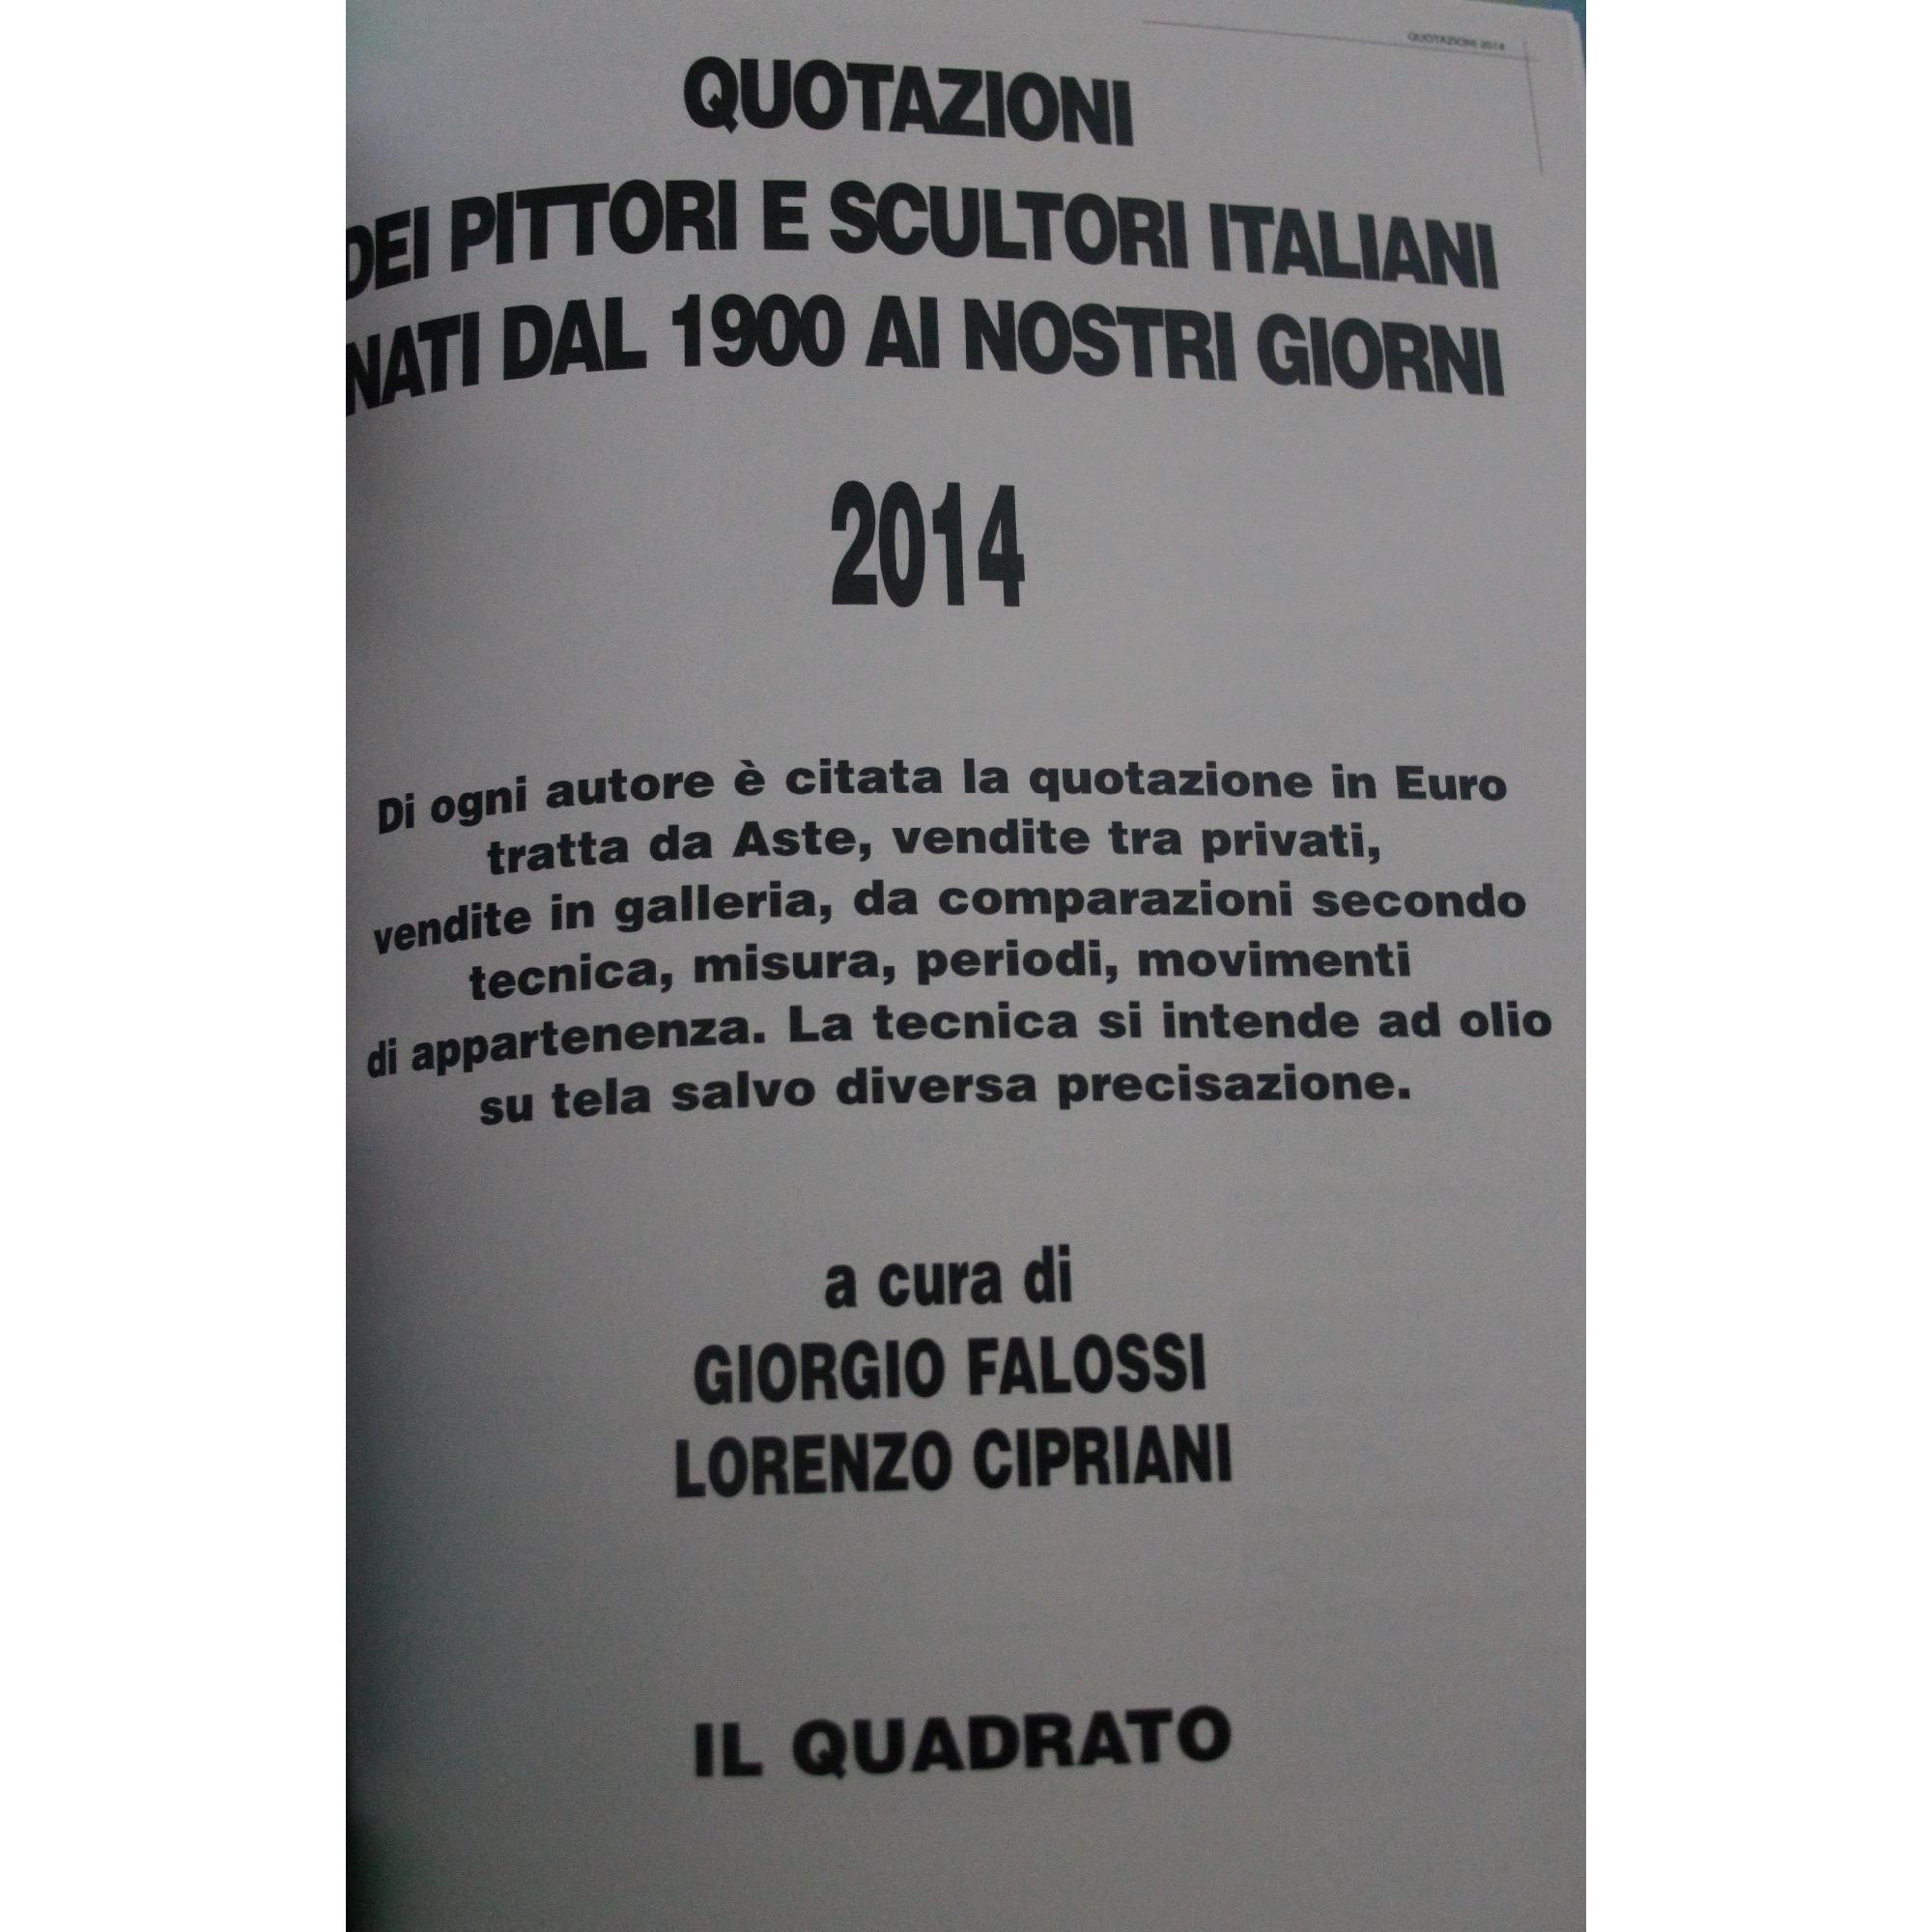 QUOTAZIONI 2014
QUOTAZIONI
DEI PITTORI E SCULTORI ITALIANI
NATI DAL 1900 AI NOSTRI GIORNI
2014
Di ogni autore è citata la quotazione in Euro
tratta da Aste, vendite tra privati,
vendite in galleria, da comparazioni secondo
tecnica, misura, periodi, movimenti
di appartenenza. La tecnica si intende ad olio
su tela salvo diversa precisazione.
a cura di
GIORGIO FALOSSI
LORENZO CIPRIANI
IL QUADRATO